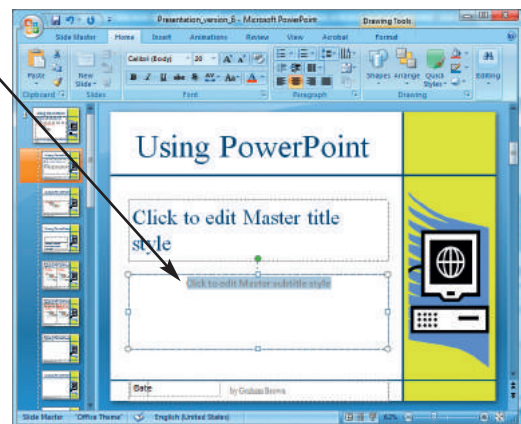 Presentation_version_6 - Microsoft PowerPoint
Drawing Tools
Slide Master Home Insert Animations Review View Acrobat Format
Calibri (Body) 20
Paste
New Slide
Shapes Arrange Quick Styles
Editing
Clipboard Slides Font Paragraph Drawing
Using PowerPoint
Click to edit Master title
style
Click to edit Master subtitle style
Date
by Graham Brown
Slide Master "Office Theme" English (United States) 62%